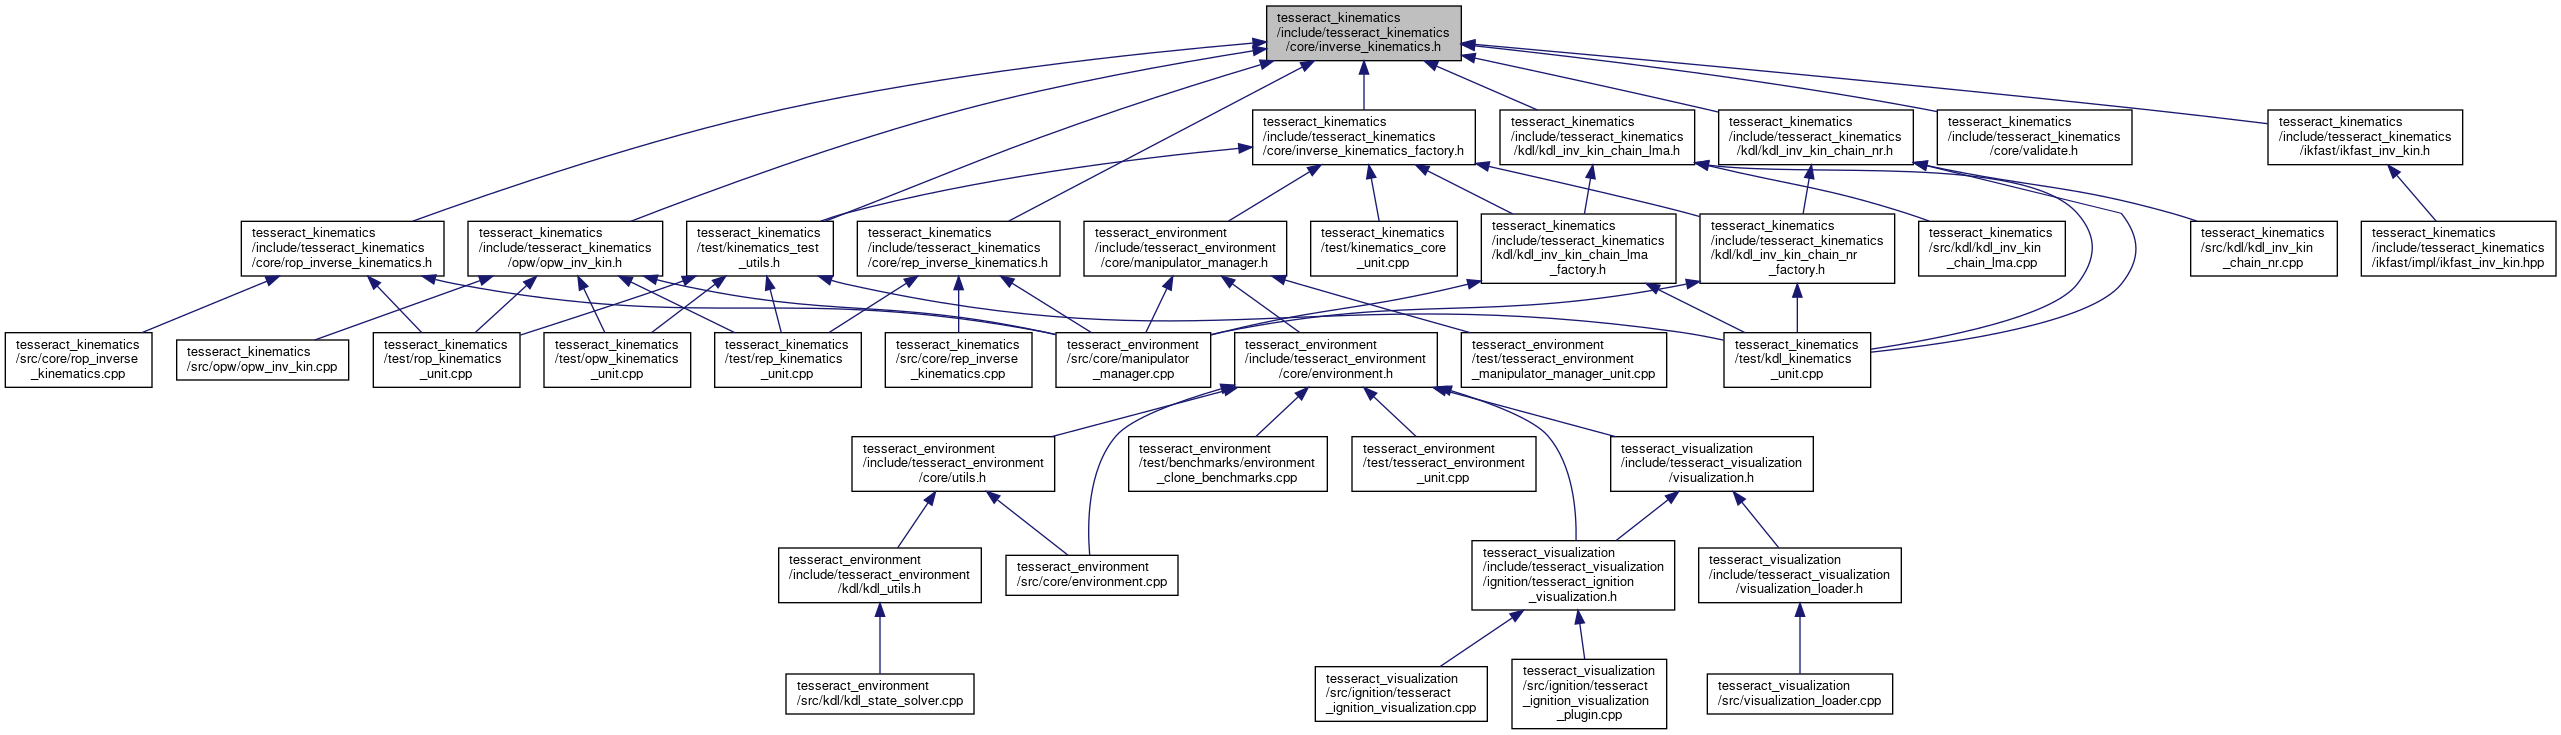 tesseract_kinematics
/include/tesseract_kinematics
/core/inverse_kinematics.h
tesseract_kinematics
/include/tesseract_kinematics
/core/inverse_kinematics_factory.h
tesseract_kinematics
/include/tesseract_kinematics
/kdl/kdl_inv_kin_chain_lma.h
tesseract_kinematics
/include/tesseract_kinematics
/kdl/kdl_inv_kin_chain_nr.h
tesseract_kinematics
/include/tesseract_kinematics
/core/validate.h
tesseract_kinematics
/include/tesseract_kinematics
/ikfast/ikfast_inv_kin.h
tesseract_kinematics
/include/tesseract_kinematics
/core/rop_inverse_kinematics.h
tesseract_kinematics
/include/tesseract_kinematics
/opw/opw_inv_kin.h
tesseract_kinematics
/test/kinematics_test
_utils.h
tesseract_kinematics
/include/tesseract_kinematics
/core/rep_inverse_kinematics.h
tesseract_environment
/include/tesseract_environment
/core/manipulator_manager.h
tesseract_kinematics
/test/kinematics_core
_unit.cpp
tesseract_kinematics
/include/tesseract_kinematics
/kdl/kdl_inv_kin_chain_lma
_factory.h
tesseract_kinematics
/include/tesseract_kinematics
/kdl/kdl_inv_kin_chain_nr
_factory.h
tesseract_kinematics
/src/kdl/kdl_inv_kin
_chain_lma.cpp
tesseract_kinematics
/src/kdl/kdl_inv_kin
_chain_nr.cpp
tesseract_kinematics
/include/tesseract_kinematics
/ikfast/impl/ikfast_inv_kin.hpp
tesseract_kinematics
/src/core/rop_inverse
_kinematics.cpp
tesseract_kinematics
/src/opw/opw_inv_kin.cpp
tesseract_kinematics
/test/rop_kinematics
_unit.cpp
tesseract_kinematics
/test/opw_kinematics
_unit.cpp
tesseract_kinematics
/test/rep_kinematics
_unit.cpp
tesseract_kinematics
/src/core/rep_inverse
_kinematics.cpp
tesseract_environment
/src/core/manipulator
_manager.cpp
tesseract_environment
/include/tesseract_environment
/core/environment.h
tesseract_environment
/test/tesseract_environment
_manipulator_manager_unit.cpp
tesseract_kinematics
/test/kdl_kinematics
_unit.cpp
tesseract_environment
/include/tesseract_environment
/core/utils.h
tesseract_environment
/test/benchmarks/environment
_clone_benchmarks.cpp
tesseract_environment
/test/tesseract_environment
_unit.cpp
tesseract_visualization
/include/tesseract_visualization
/visualization.h
tesseract_environment
/include/tesseract_environment
/kdl/kdl_utils.h
tesseract_environment
/src/core/environment.cpp
tesseract_visualization
/include/tesseract_visualization
/ignition/tesseract_ignition
_visualization.h
tesseract_visualization
/include/tesseract_visualization
/visualization_loader.h
tesseract_environment
/src/kdl/kdl_state_solver.cpp
tesseract_visualization
/src/ignition/tesseract
_ignition_visualization.cpp
tesseract_visualization
/src/ignition/tesseract
_ignition_visualization
_plugin.cpp
tesseract_visualization
/src/visualization_loader.cpp